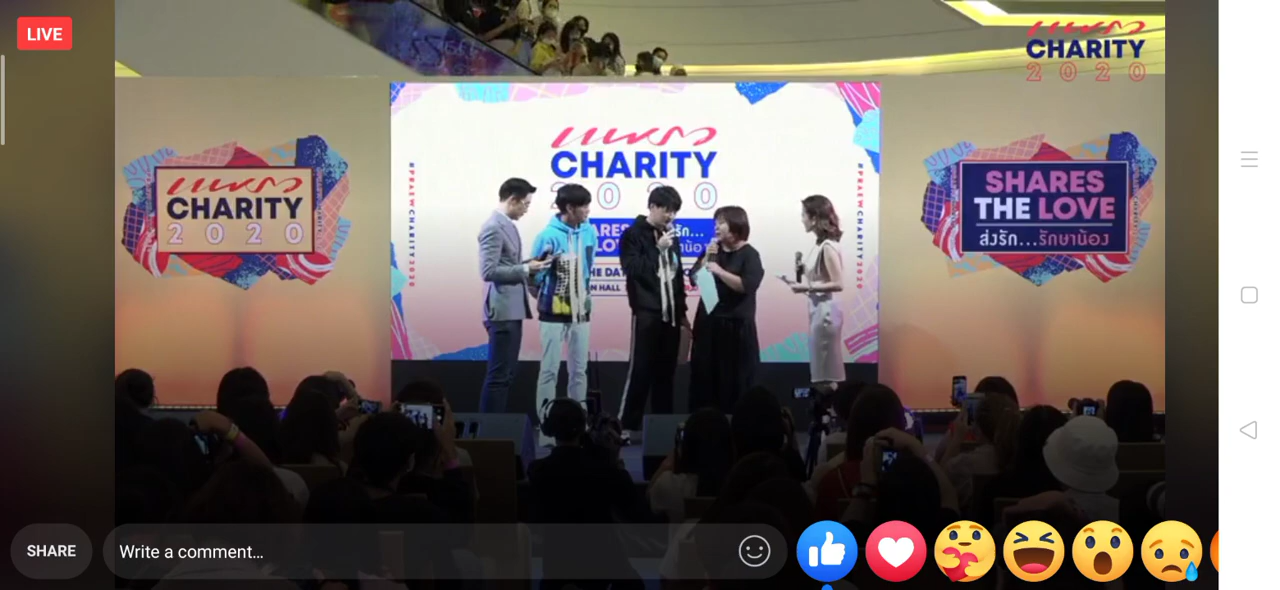 LIVE
แพรว
CHARITY
2020
แพรว
CHARITY
2020
#PRAEWCHARITY2020
แพรว
CHARITY
2020
#PRAEWCHARITY2020
SHARES
THE LOVE
ส่งรัก...รักษาน้อง
SHARE
Write a comment...